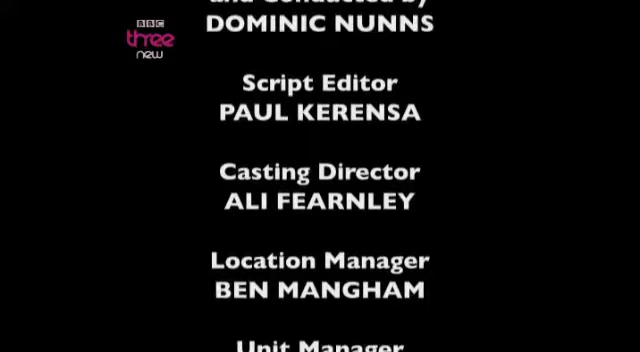 BBC
three
new
and Conducted by
DOMINIC NUNNS
Script Editor
PAUL KERENSA
Casting Director
ALI FEARNLEY
Location Manager
BEN MANGHAM
Unit Manager